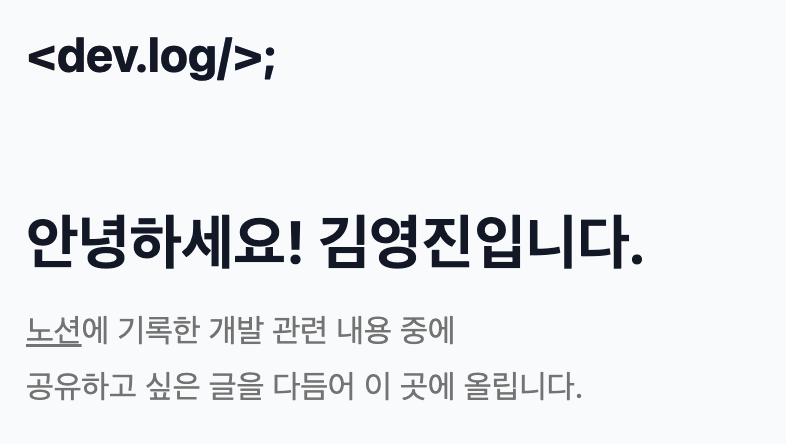 <dev.log/>;
안녕하세요! 김영진입니다.
노션에 기록한 개발 관련 내용 중에
공유하고 싶은 글을 다듬어 이 곳에 올립니다.